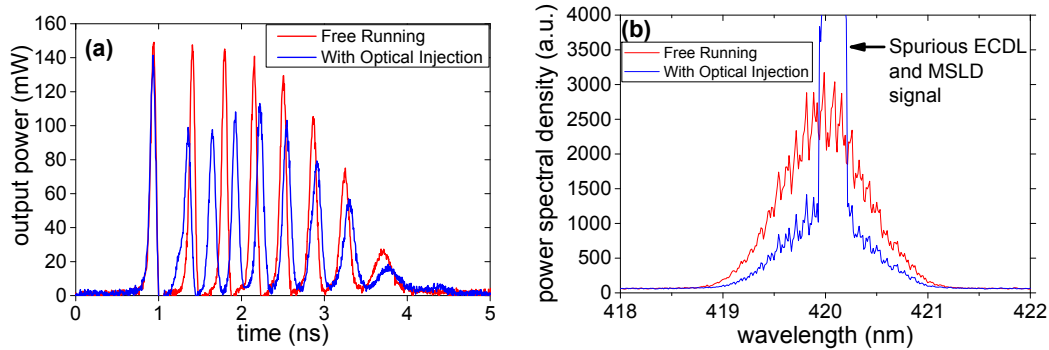 (a)
Free Running
With Optical Injection
output power (mW)
160
140
120
100
80
60
40
20
0
0 1 2 3 4 5
time (ns)
(b)
Free Running
With Optical Injection
Spurious ECDL
and MSLD
signal
power spectral density (a.u.)
4000
3500
3000
2500
2000
1500
1000
500
0
418 419 420 421 422
wavelength (nm)